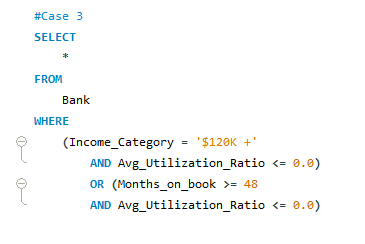 #Case 3
SELECT
*
FROM
Bank
WHERE
(Income_Category = '$120K +'
AND Avg_Utilization_Ratio <= 0.0)
OR (Months_on_book >= 48
AND Avg_Utilization_Ratio <= 0.0)